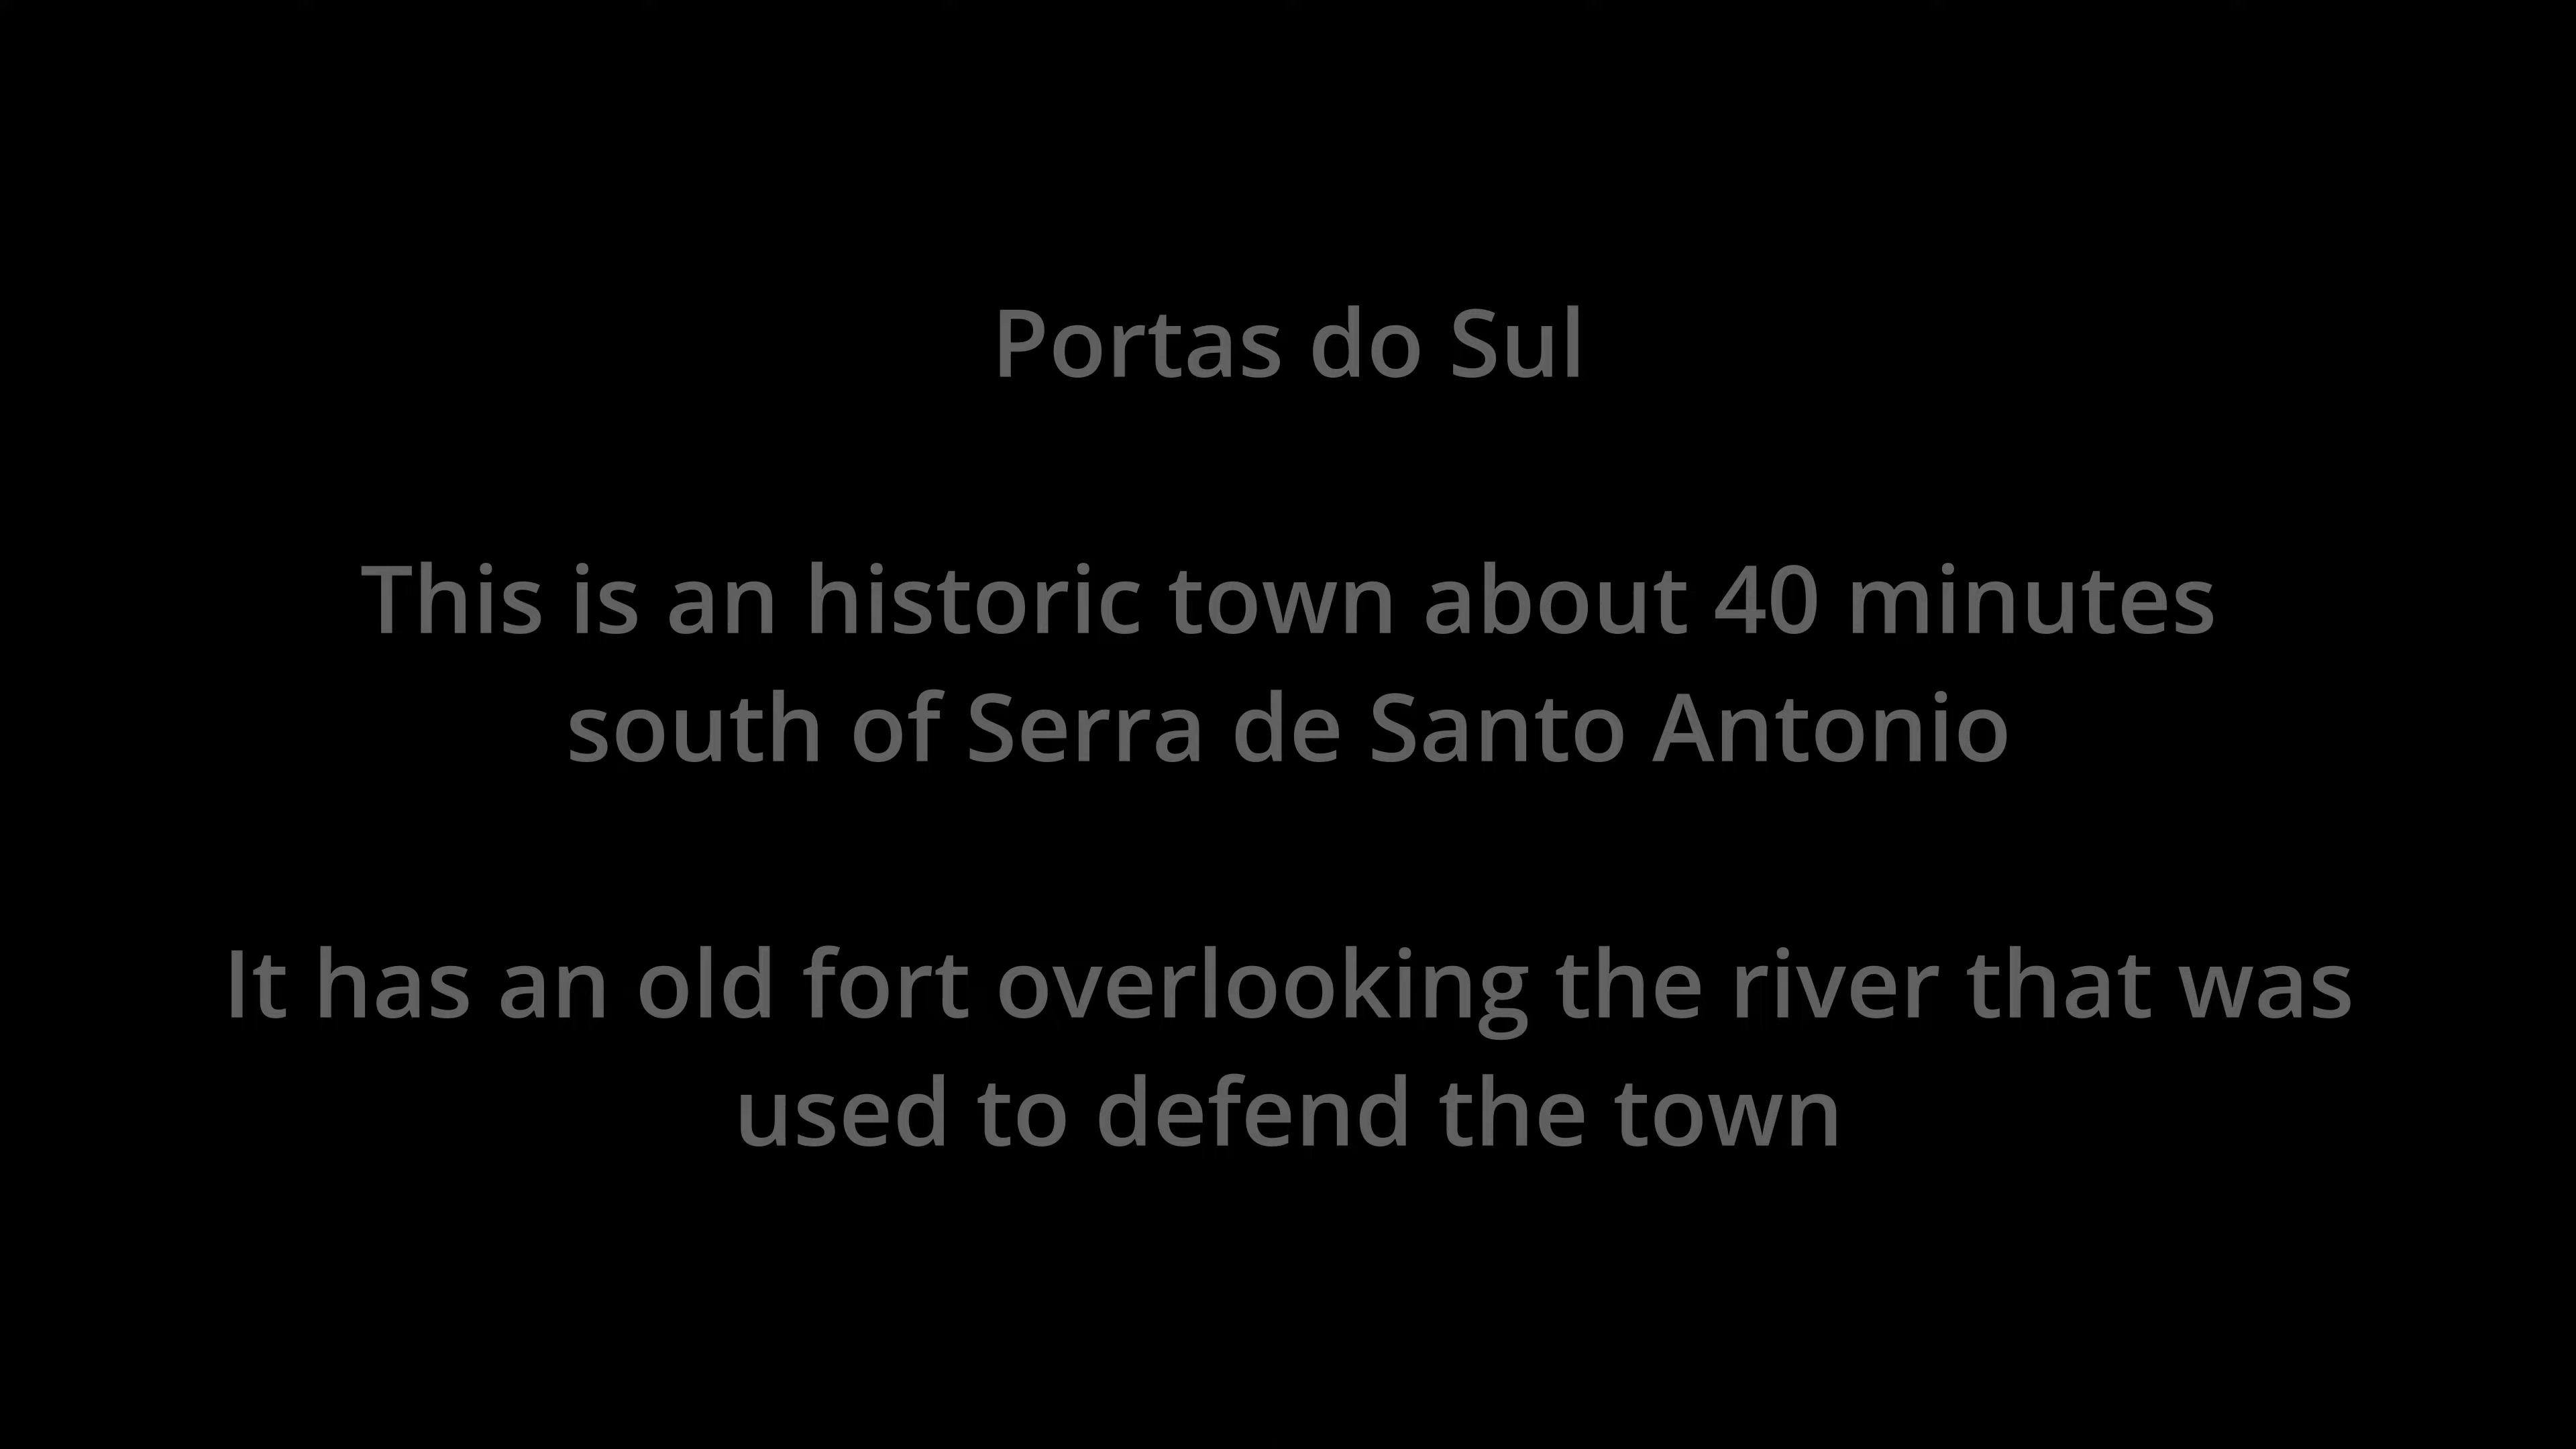 Portas do Sul
This is an historic town about 40 minutes
south of Serra de Santo Antonio
It has an old fort overlooking the river that was
used to defend the town